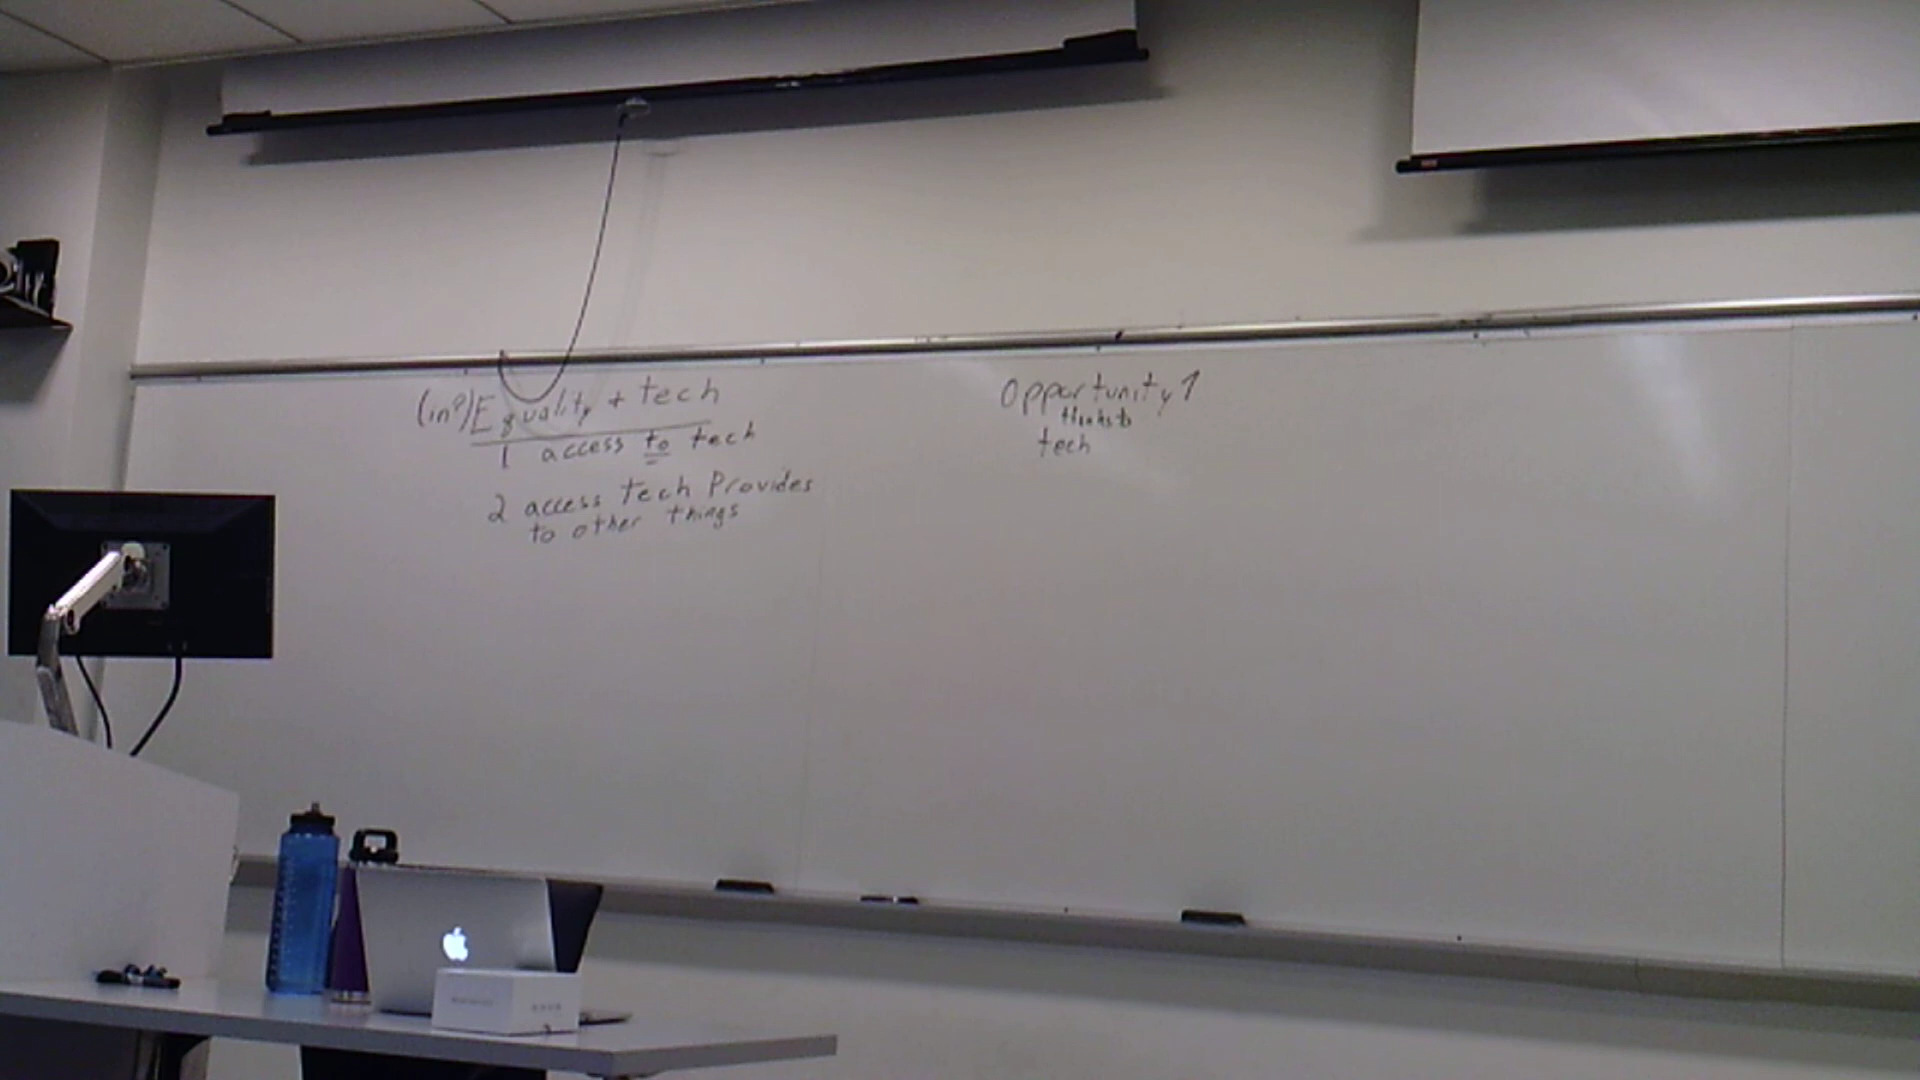 (in?)Equality + tech
1 access to tech
2 access tech Provides
to other things
Opportunity↑
thanks to
tech